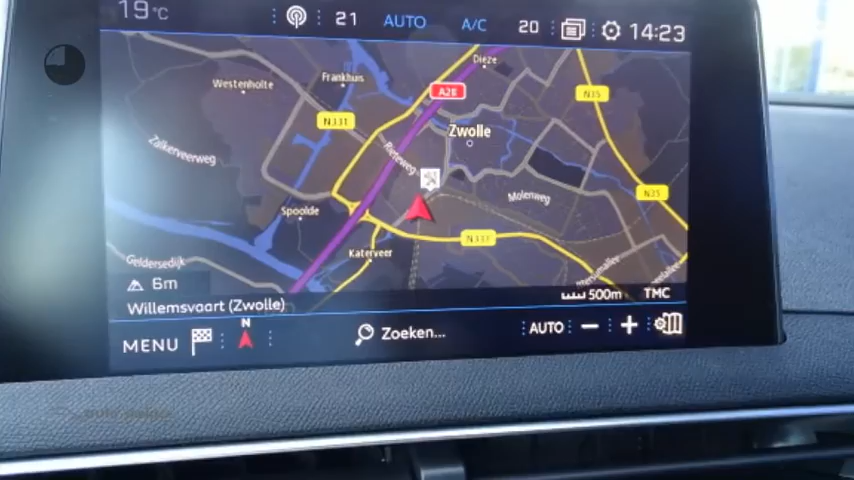 19°C 21 AUTO A/C 20 14:23
Dieze
Frankhuis
Westenholte
A28
N35
N331
Zwolle
Rieteweg
Zalkerveerweg
Molenweg
N35
Spoolde
N337
Katerveer
Geldersedijk
6m
500m TMC
Willemsvaart (Zwolle)
N
MENU Zoeken... AUTO − +